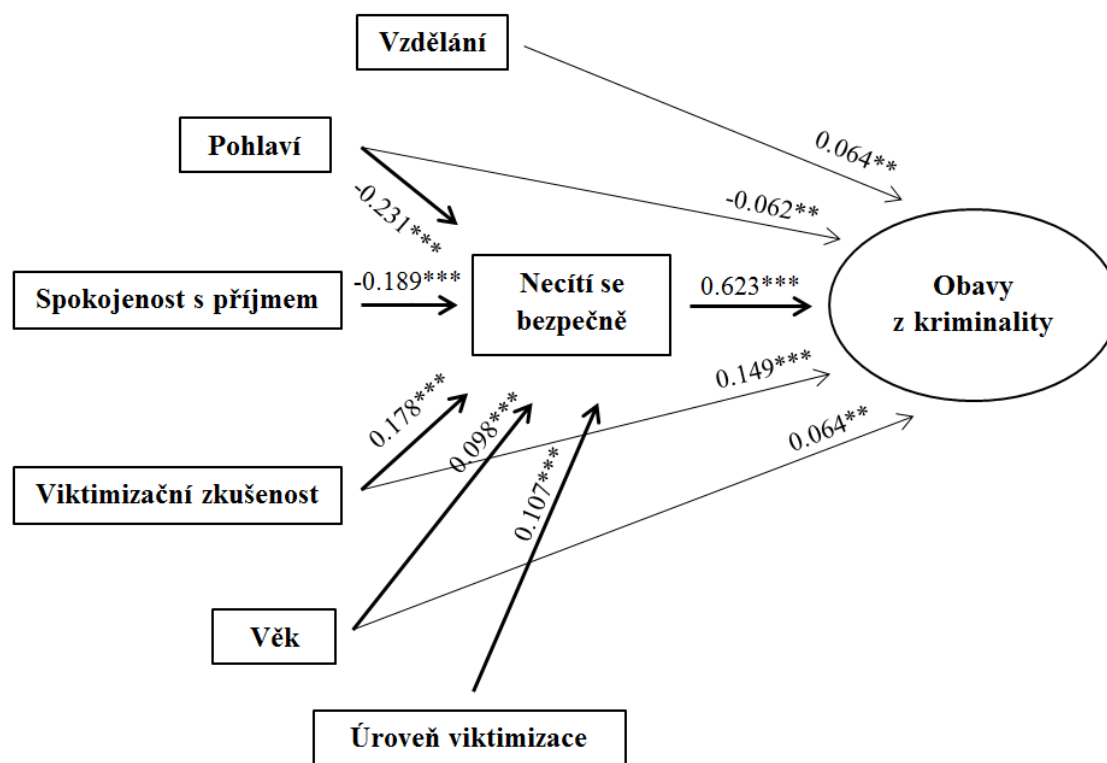 Vzdělání
0.064**
Pohlaví
-0.062**
-0.231***
Spokojenost s příjmem
-0.189***
Necítí se
bezpečně
0.623***
Obavy
z kriminality
0.178***
0.098***
0.149***
0.064**
Viktimizační zkušenost
0.107***
Věk
Úroveň viktimizace